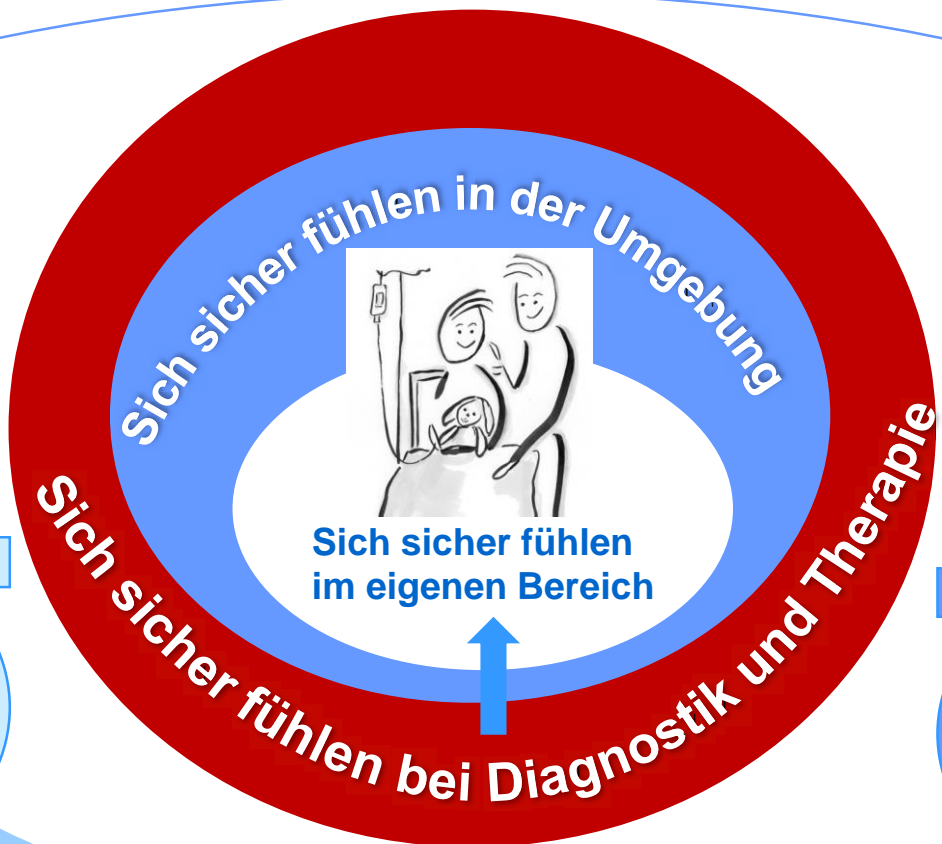 Sich sicher fühlen in der Umgebung
Sich sicher fühlen
im eigenen Bereich
Sich sicher fühlen bei Diagnostik und Therapie